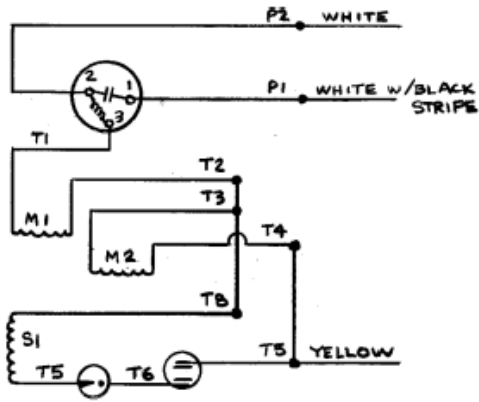 P2 WHITE
2 1
P1 WHITE W/BLACK
STRIPE
3
T1
T2
T3
M1
T4
M2
T8
S1
T5 YELLOW
T5 T6